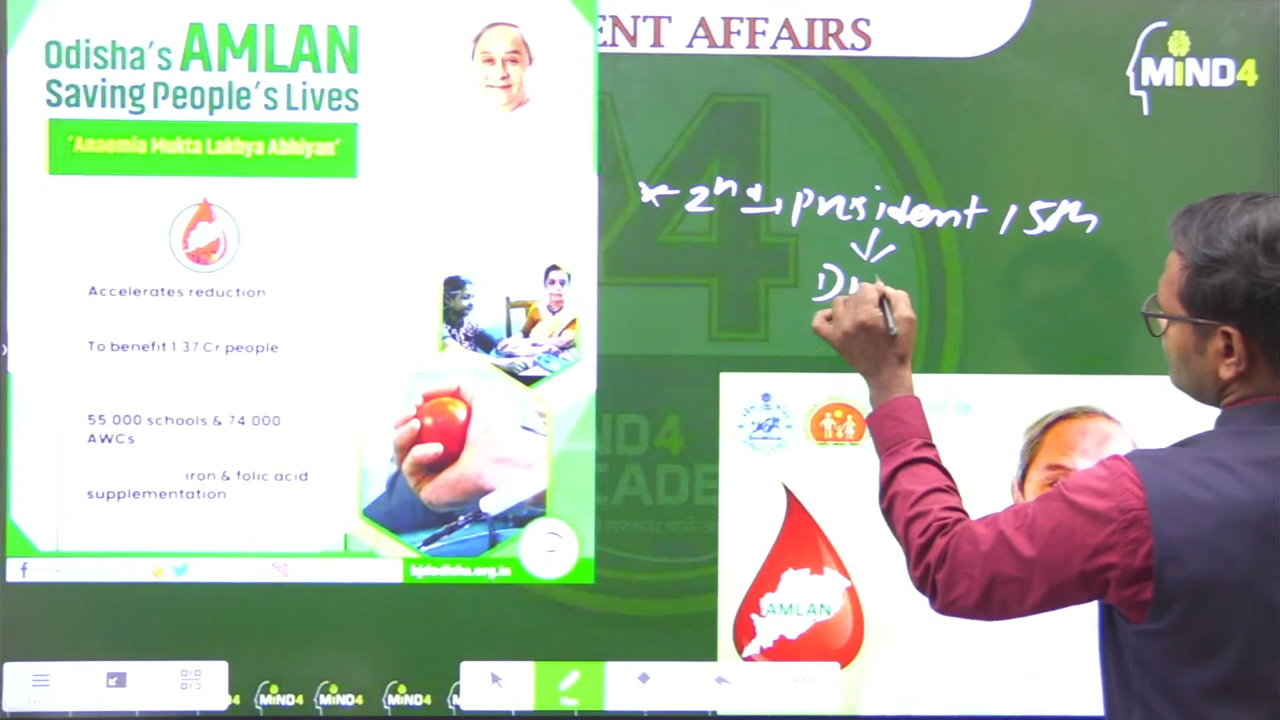 Odisha's AMLAN
Saving People's Lives
'Anaemia Mukta Lakhya Abhiyan'
Accelerates reduction
To benefit 1 37 Cr people
55 000 schools & 74 000
AWCs
iron & folic acid
supplementation
bjdodisha.org.in
ENT AFFAIRS
MiND4
* 2nd → president 15th
ND4
CADE
AMLAN
MiND4
MiND4
MiND4